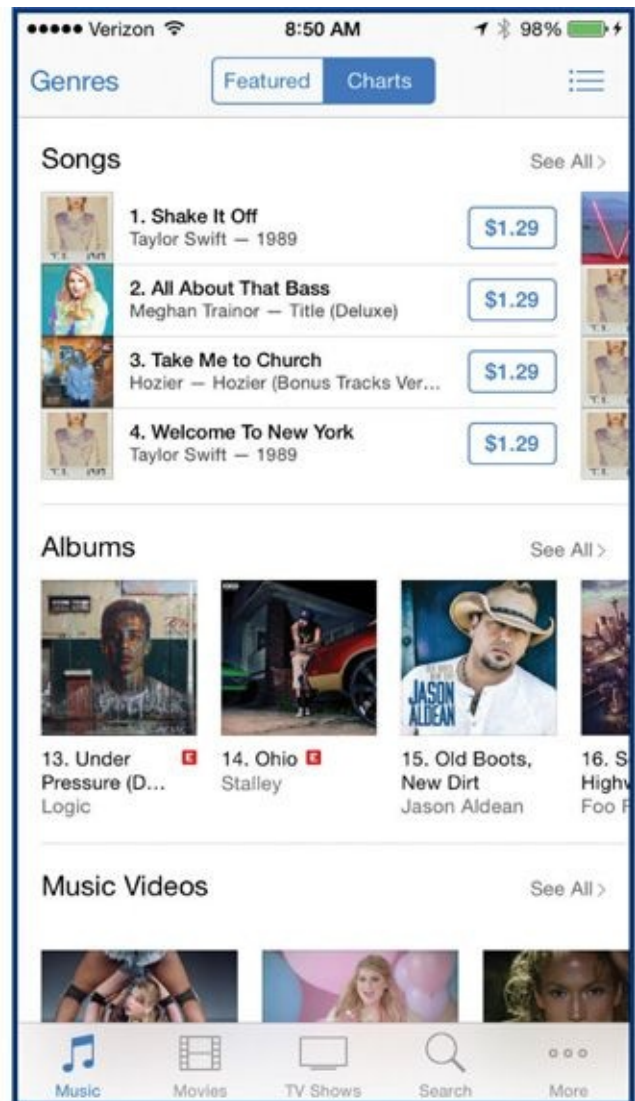 Verizon 8:50 AM 98%
Genres Featured Charts
Songs See All >
1. Shake It Off
Taylor Swift — 1989
$1.29
2. All About That Bass
Meghan Trainor — Title (Deluxe)
$1.29
3. Take Me to Church
Hozier — Hozier (Bonus Tracks Ver...
$1.29
4. Welcome To New York
Taylor Swift — 1989
$1.29
Albums See All >
JASON
ALDEAN
13. Under
Pressure (D...
Logic
14. Ohio
Stalley
15. Old Boots,
New Dirt
Jason Aldean
16. S
High
Foo F
Music Videos See All >
Music Movies TV Shows Search More